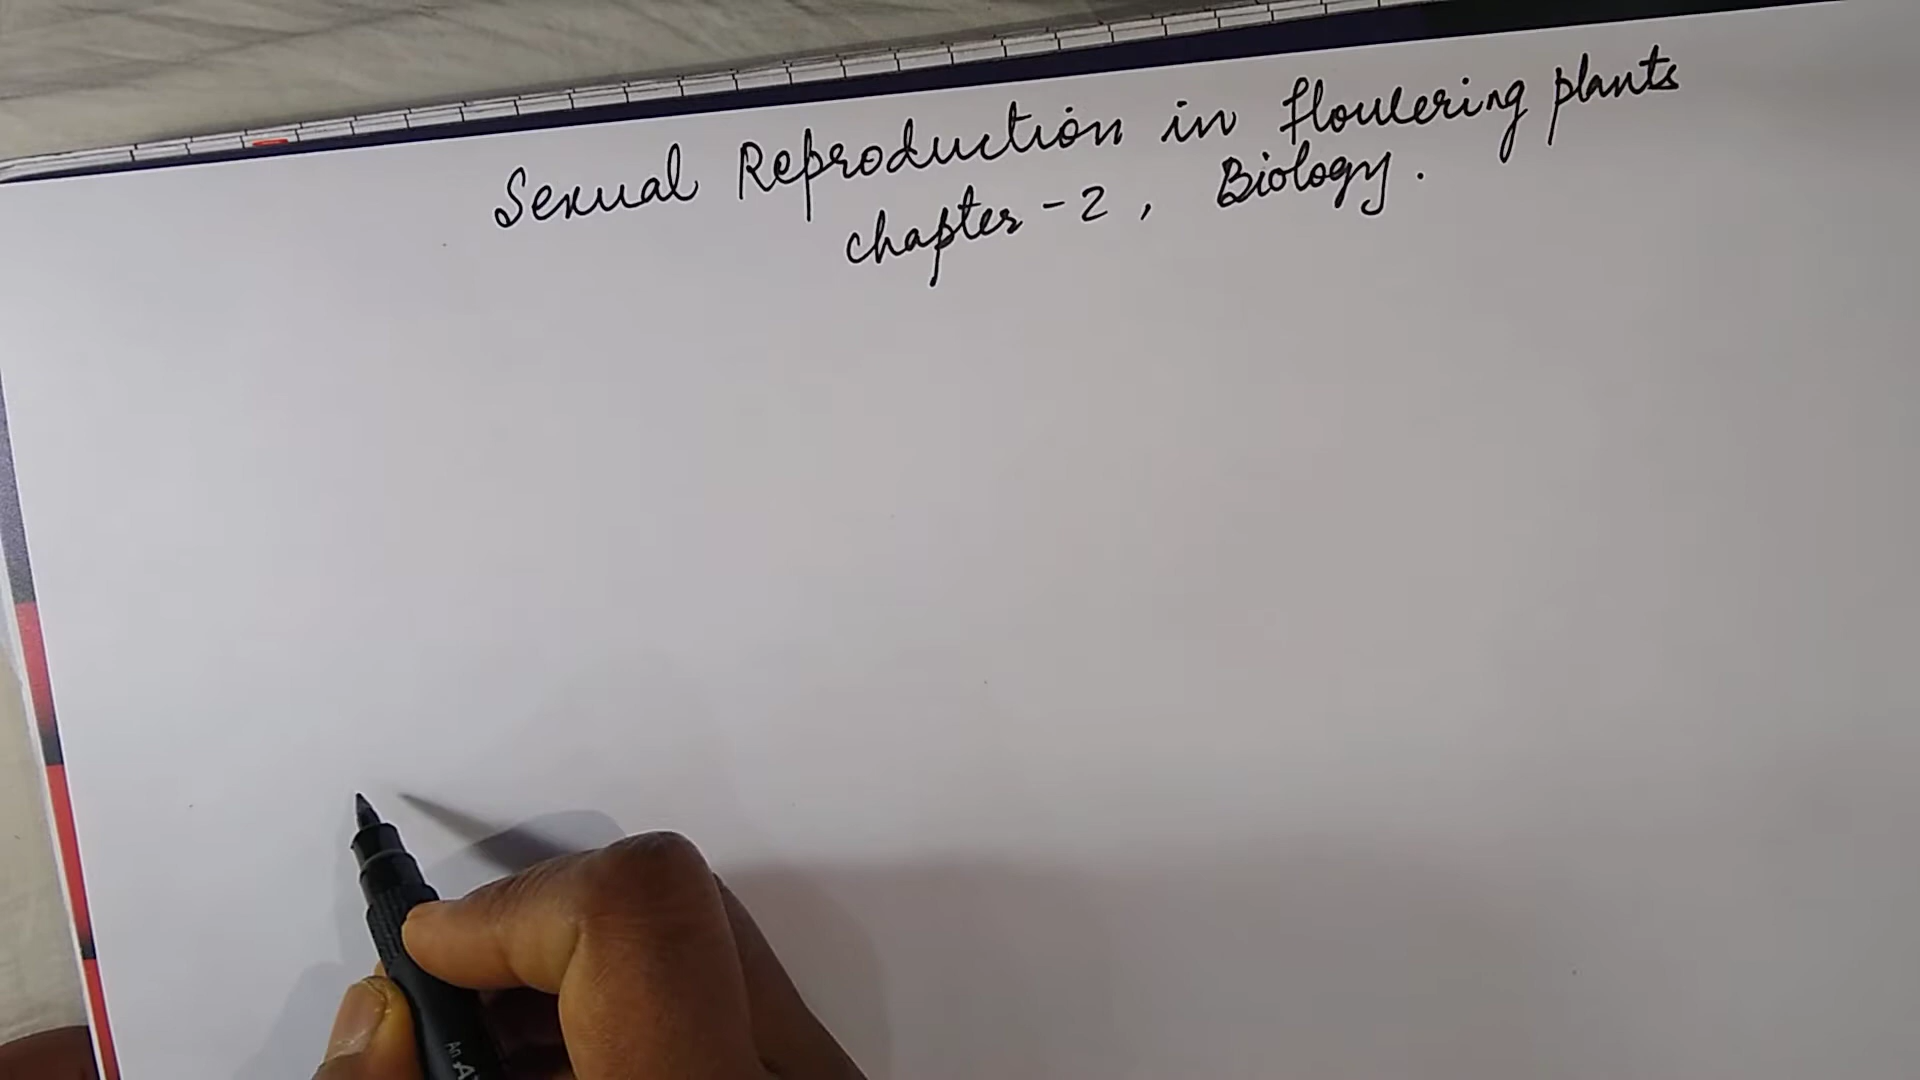 Sexual Reproduction in flowering plants
chapter - 2, Biology.